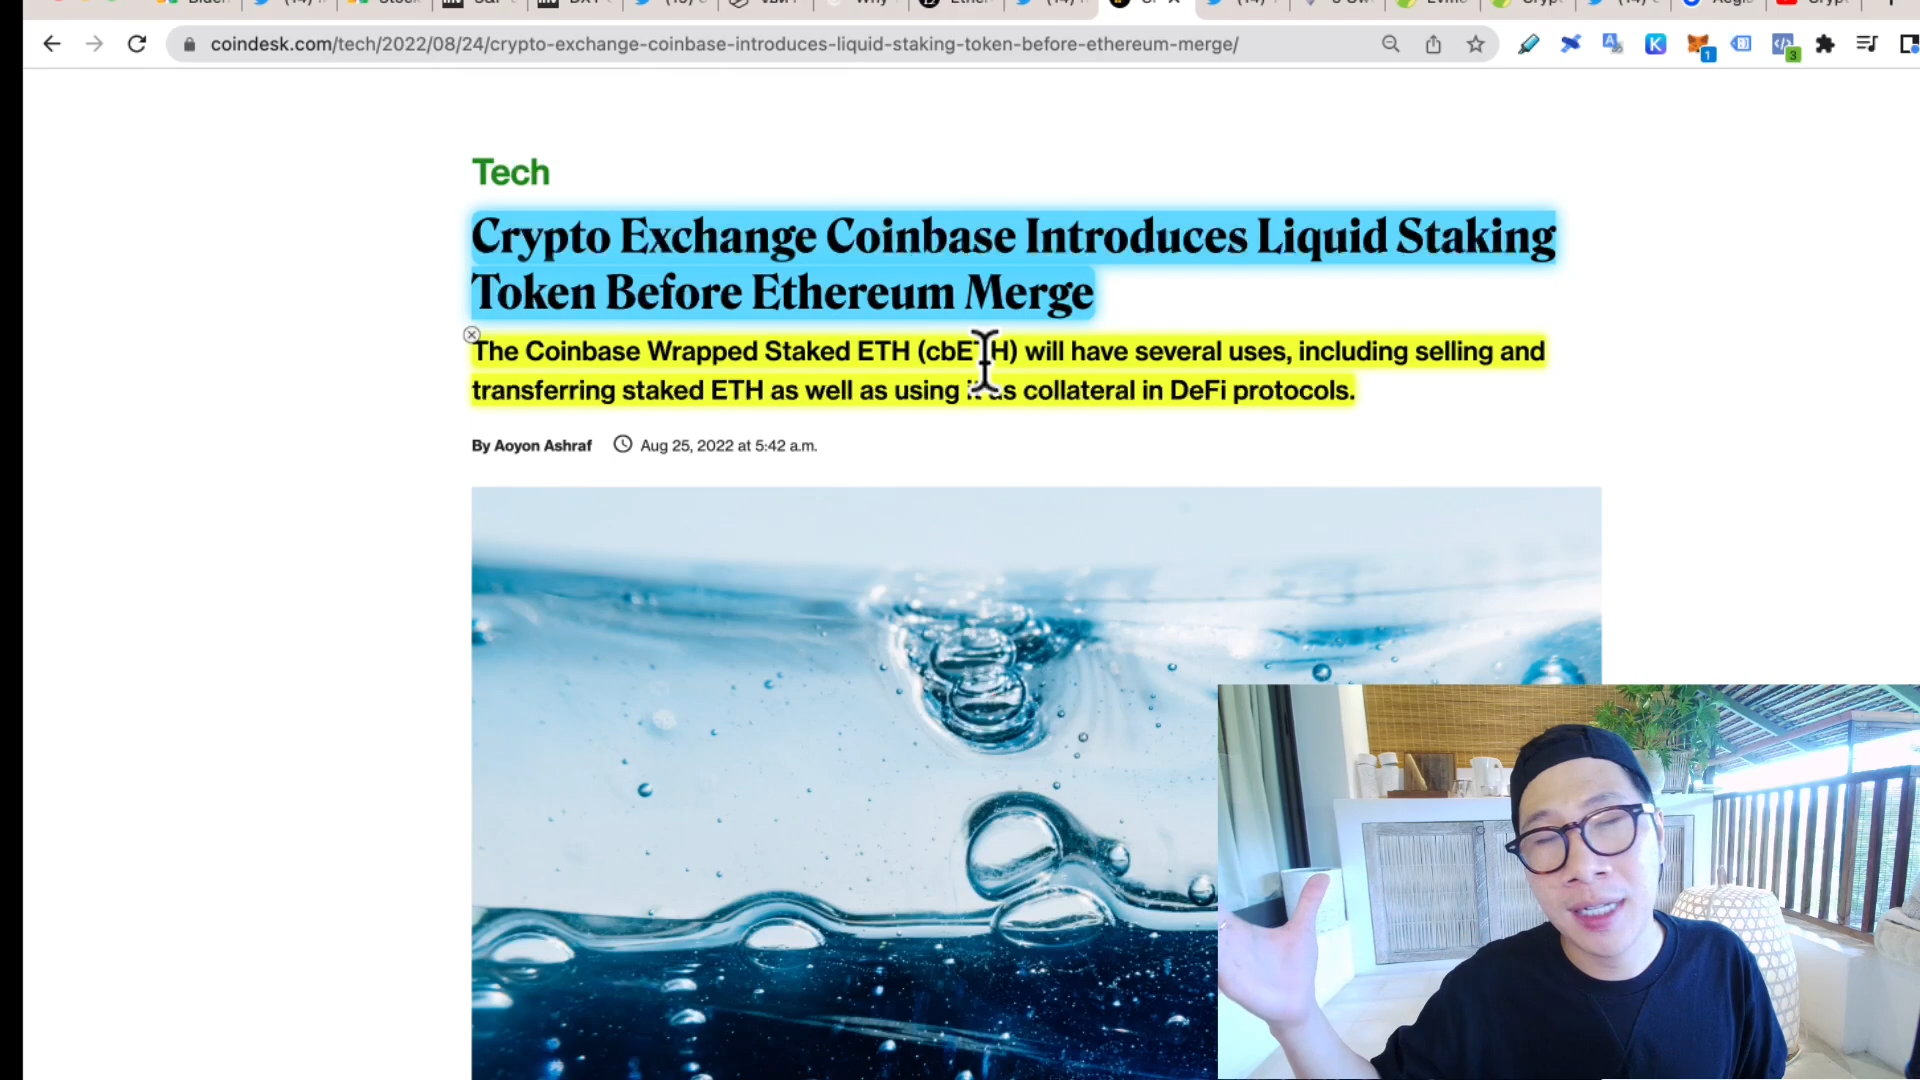 coindesk.com/tech/2022/08/24/crypto-exchange-coinbase-introduces-liquid-staking-token-before-ethereum-merge/
1
3
Tech
Crypto Exchange Coinbase Introduces Liquid Staking
Token Before Ethereum Merge
The Coinbase Wrapped Staked ETH (cbETH) will have several uses, including selling and
transferring staked ETH as well as using it as collateral in DeFi protocols.
By Aoyon Ashraf Aug 25, 2022 at 5:42 a.m.